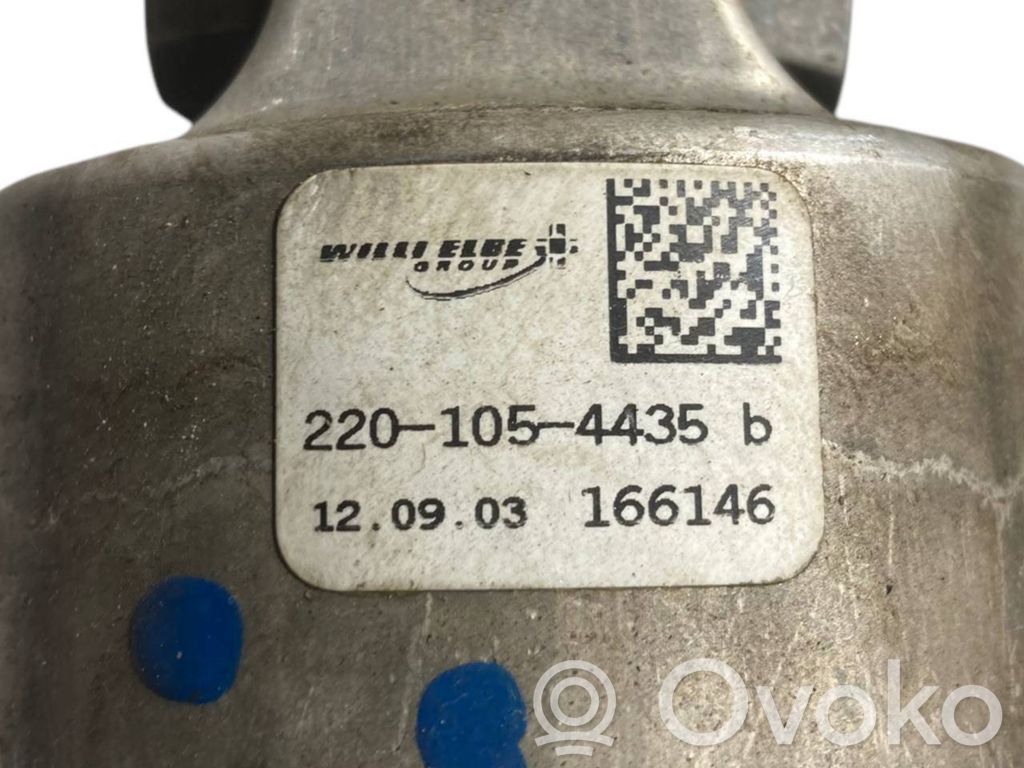 WILLI ELBE
GROUP
220-105-4435 b
12.09.03 166146
Ovoko